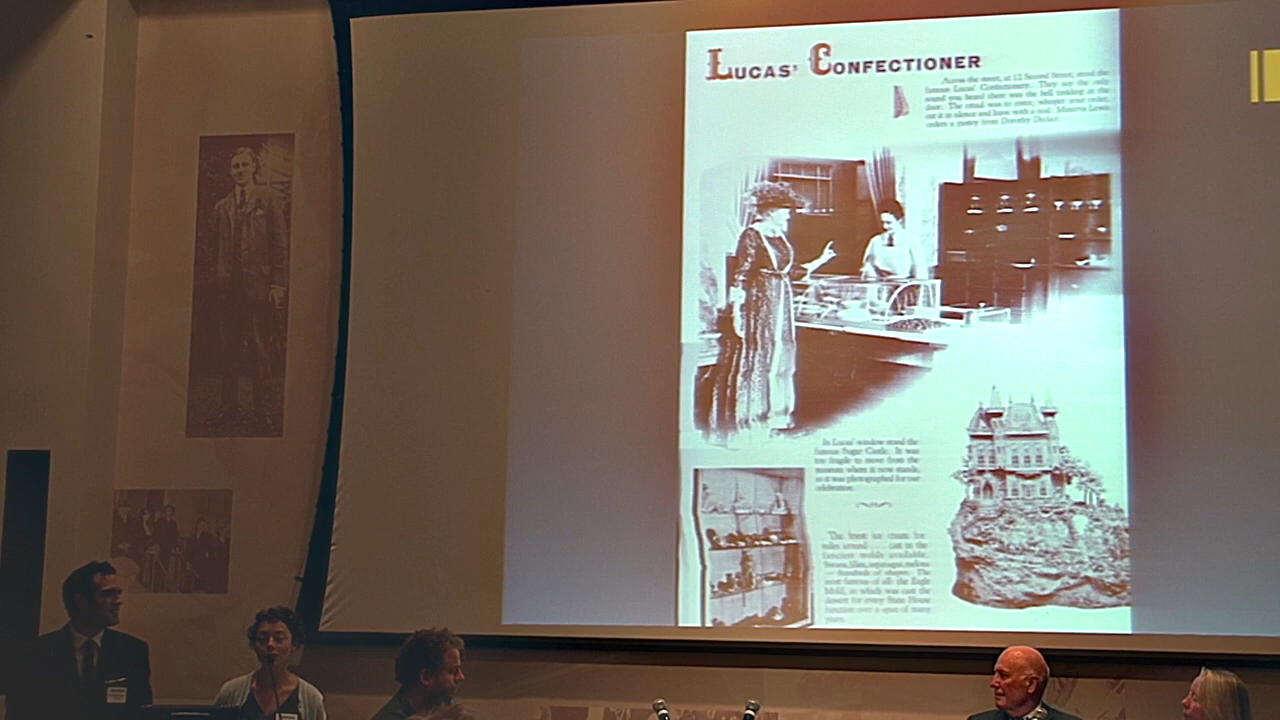 LUCAS' CONFECTIONER
Across the street, at 12 Second Street, stood the
famous Lucas' Confectionery. They say the only
sound you heard there was the bell tinkling at the
door. The ritual was to enter, whisper your order,
eat it in silence and leave with a nod. Minerva Lewis
orders a pastry from Dorothy Decker.
In Lucas' window stood the
famous Sugar Castle. It was
too fragile to move from the
museum where it now stands,
so it was photographed for our
celebration.
The finest ice cream for
miles around . . . cast in the
fanciest molds available.
Swans, lilies, asparagus, melons
— hundreds of shapes. The
most famous of all: the Eagle
Mold, in which was cast the
dessert for every State House
function over a span of many
years.